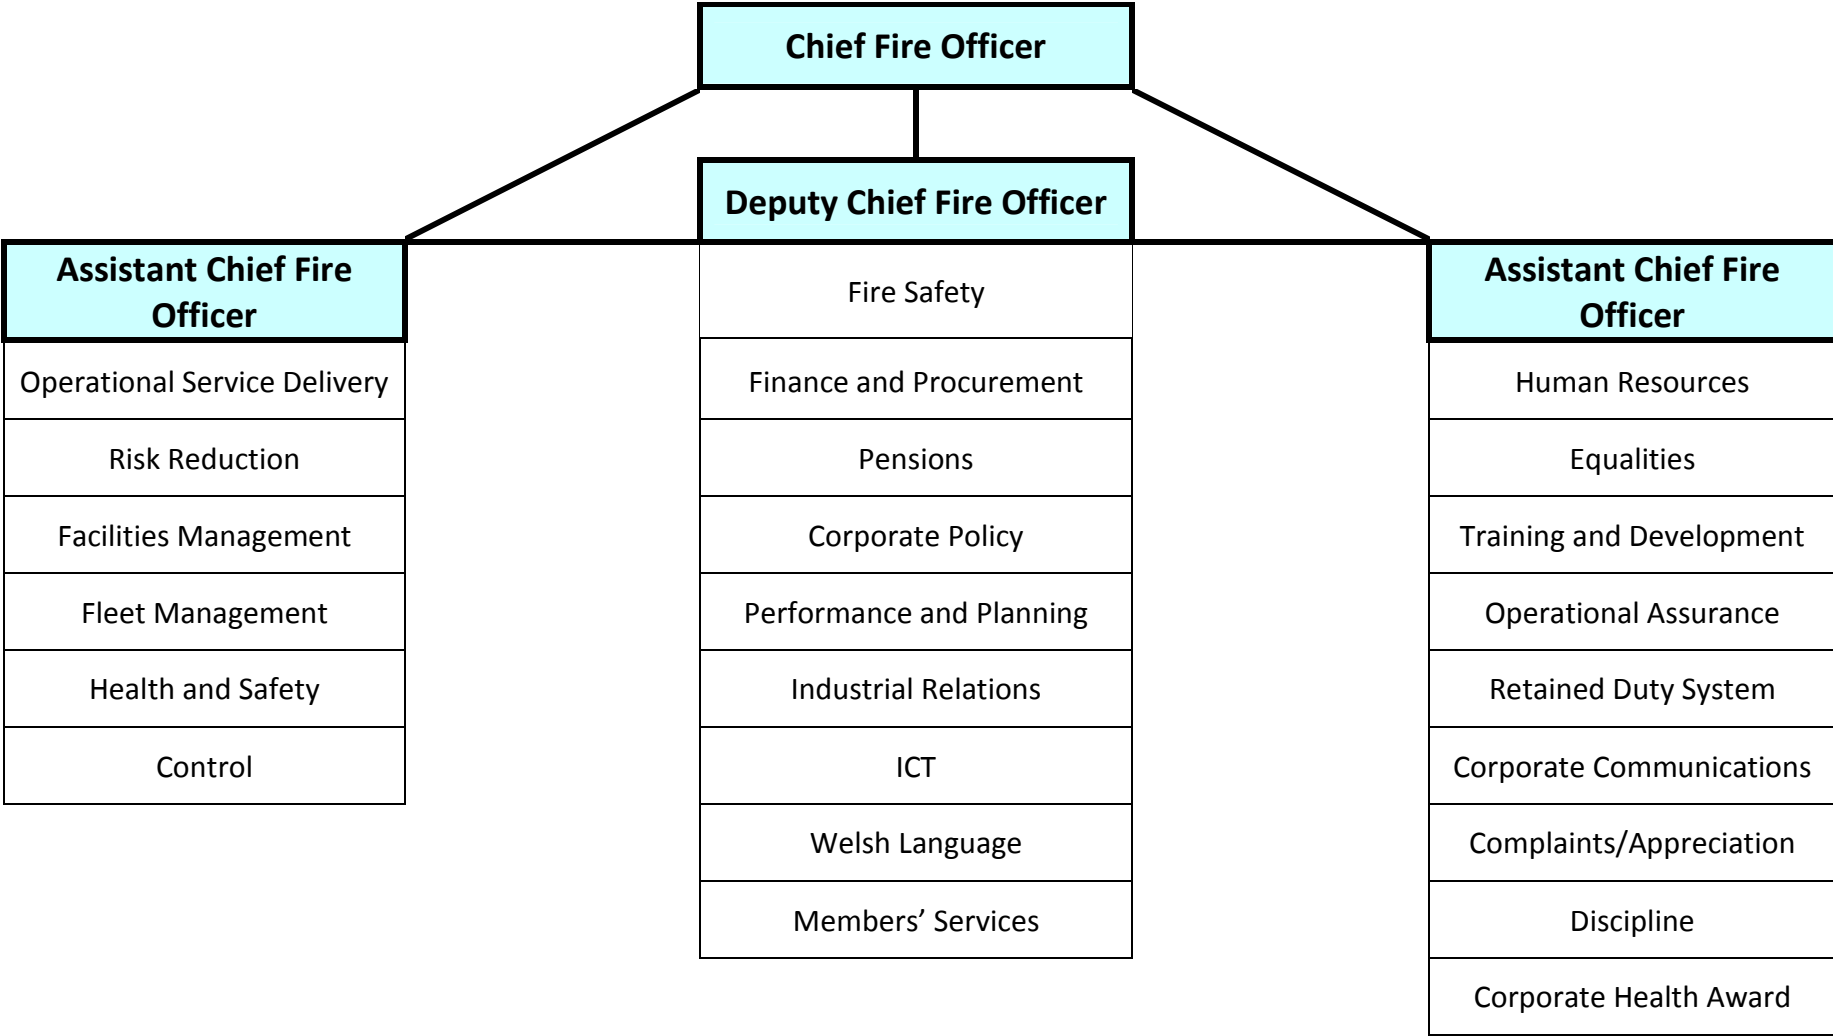 Chief Fire Officer
Deputy Chief Fire Officer
Assistant Chief Fire
Officer
Operational Service Delivery
Risk Reduction
Facilities Management
Fleet Management
Health and Safety
Control
Fire Safety
Finance and Procurement
Pensions
Corporate Policy
Performance and Planning
Industrial Relations
ICT
Welsh Language
Members’ Services
Assistant Chief Fire
Officer
Human Resources
Equalities
Training and Development
Operational Assurance
Retained Duty System
Corporate Communications
Complaints/Appreciation
Discipline
Corporate Health Award